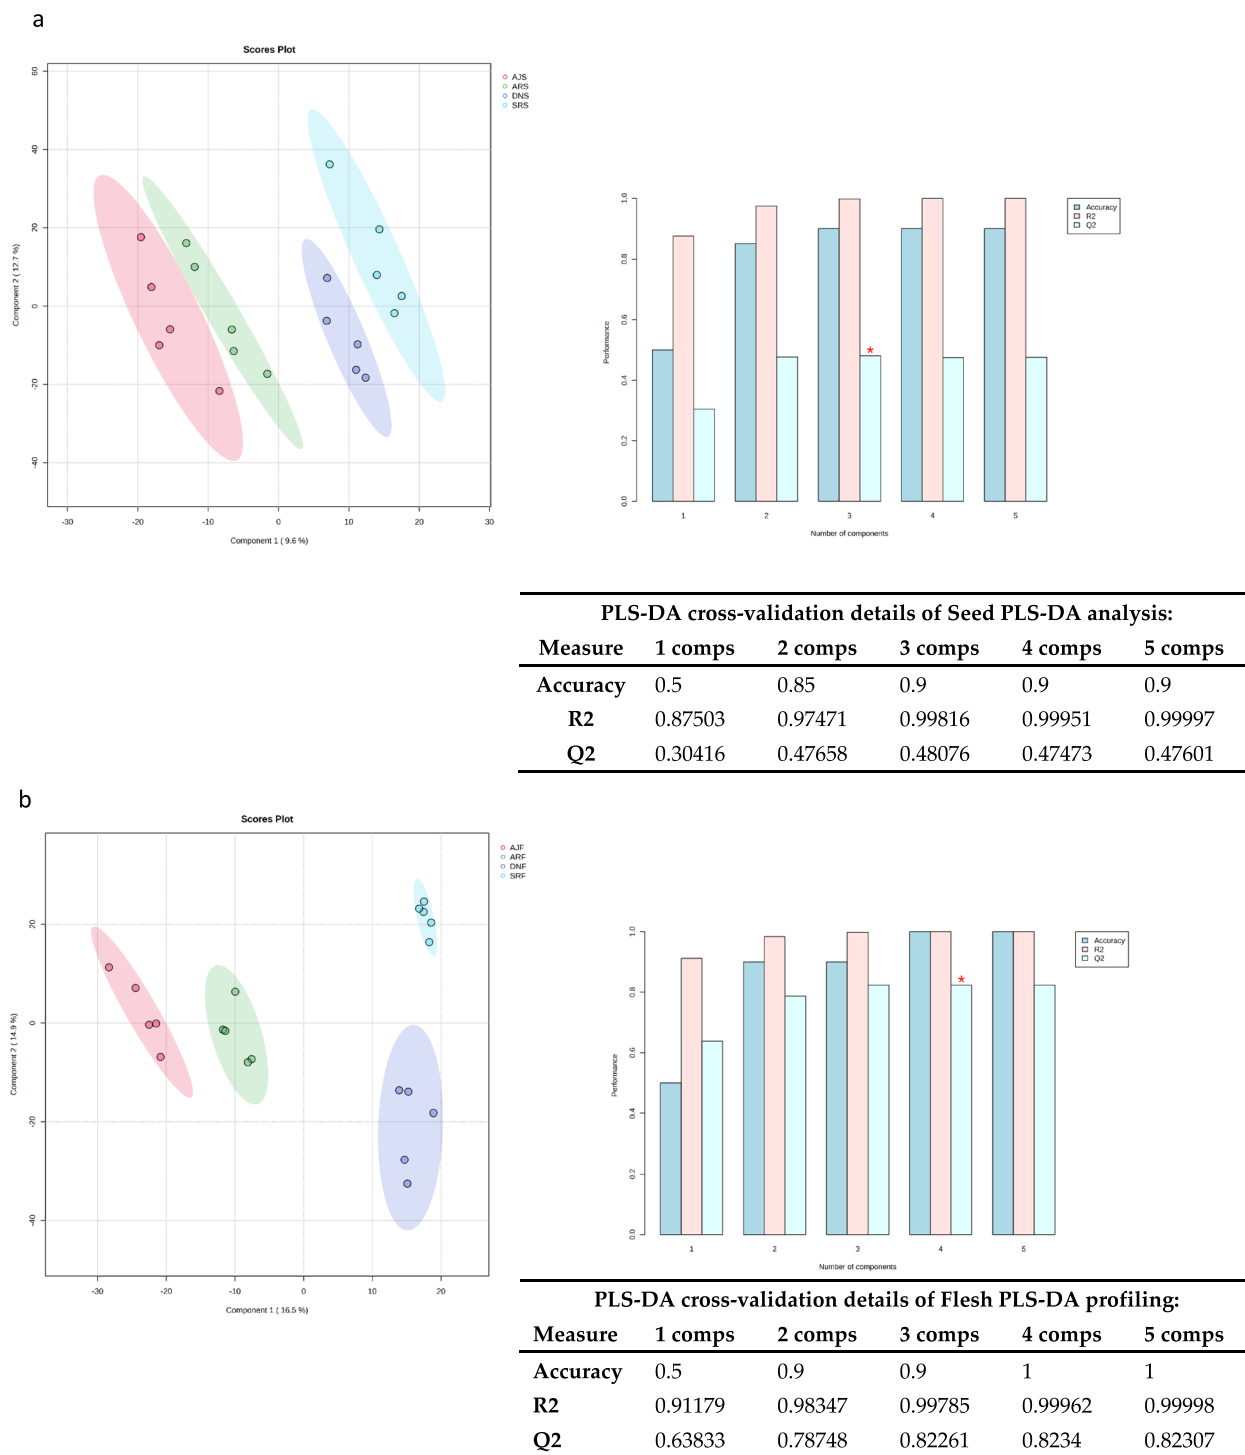 a
Scores Plot
AJS
ARS
DNS
SRS
60
40
20
0
-20
-40
Component 2 ( 12.7 %)
-30
-20
-10
0
10
20
30
Component 1 ( 9.6 %)
1.0
0.8
0.6
0.4
0.2
0.0
Performance
*
1
2
3
4
5
Number of components
Accuracy
R2
Q2
PLS-DA cross-validation details of Seed PLS-DA analysis:
Measure 1 comps 2 comps 3 comps 4 comps 5 comps
Accuracy 0.5 0.85 0.9 0.9 0.9
R2 0.87503 0.97471 0.99816 0.99951 0.99997
Q2 0.30416 0.47658 0.48076 0.47473 0.47601
b
Scores Plot
AJF
ARF
DNF
SRF
20
0
-20
-40
Component 2 ( 14.9 %)
-30
-20
-10
0
10
20
Component 1 ( 16.5 %)
1.0
0.8
0.6
0.4
0.2
0.0
Performance
*
1
2
3
4
5
Number of components
Accuracy
R2
Q2
PLS-DA cross-validation details of Flesh PLS-DA profiling:
Measure 1 comps 2 comps 3 comps 4 comps 5 comps
Accuracy 0.5 0.9 0.9 1 1
R2 0.91179 0.98347 0.99785 0.99962 0.99998
Q2 0.63833 0.78748 0.82261 0.8234 0.82307